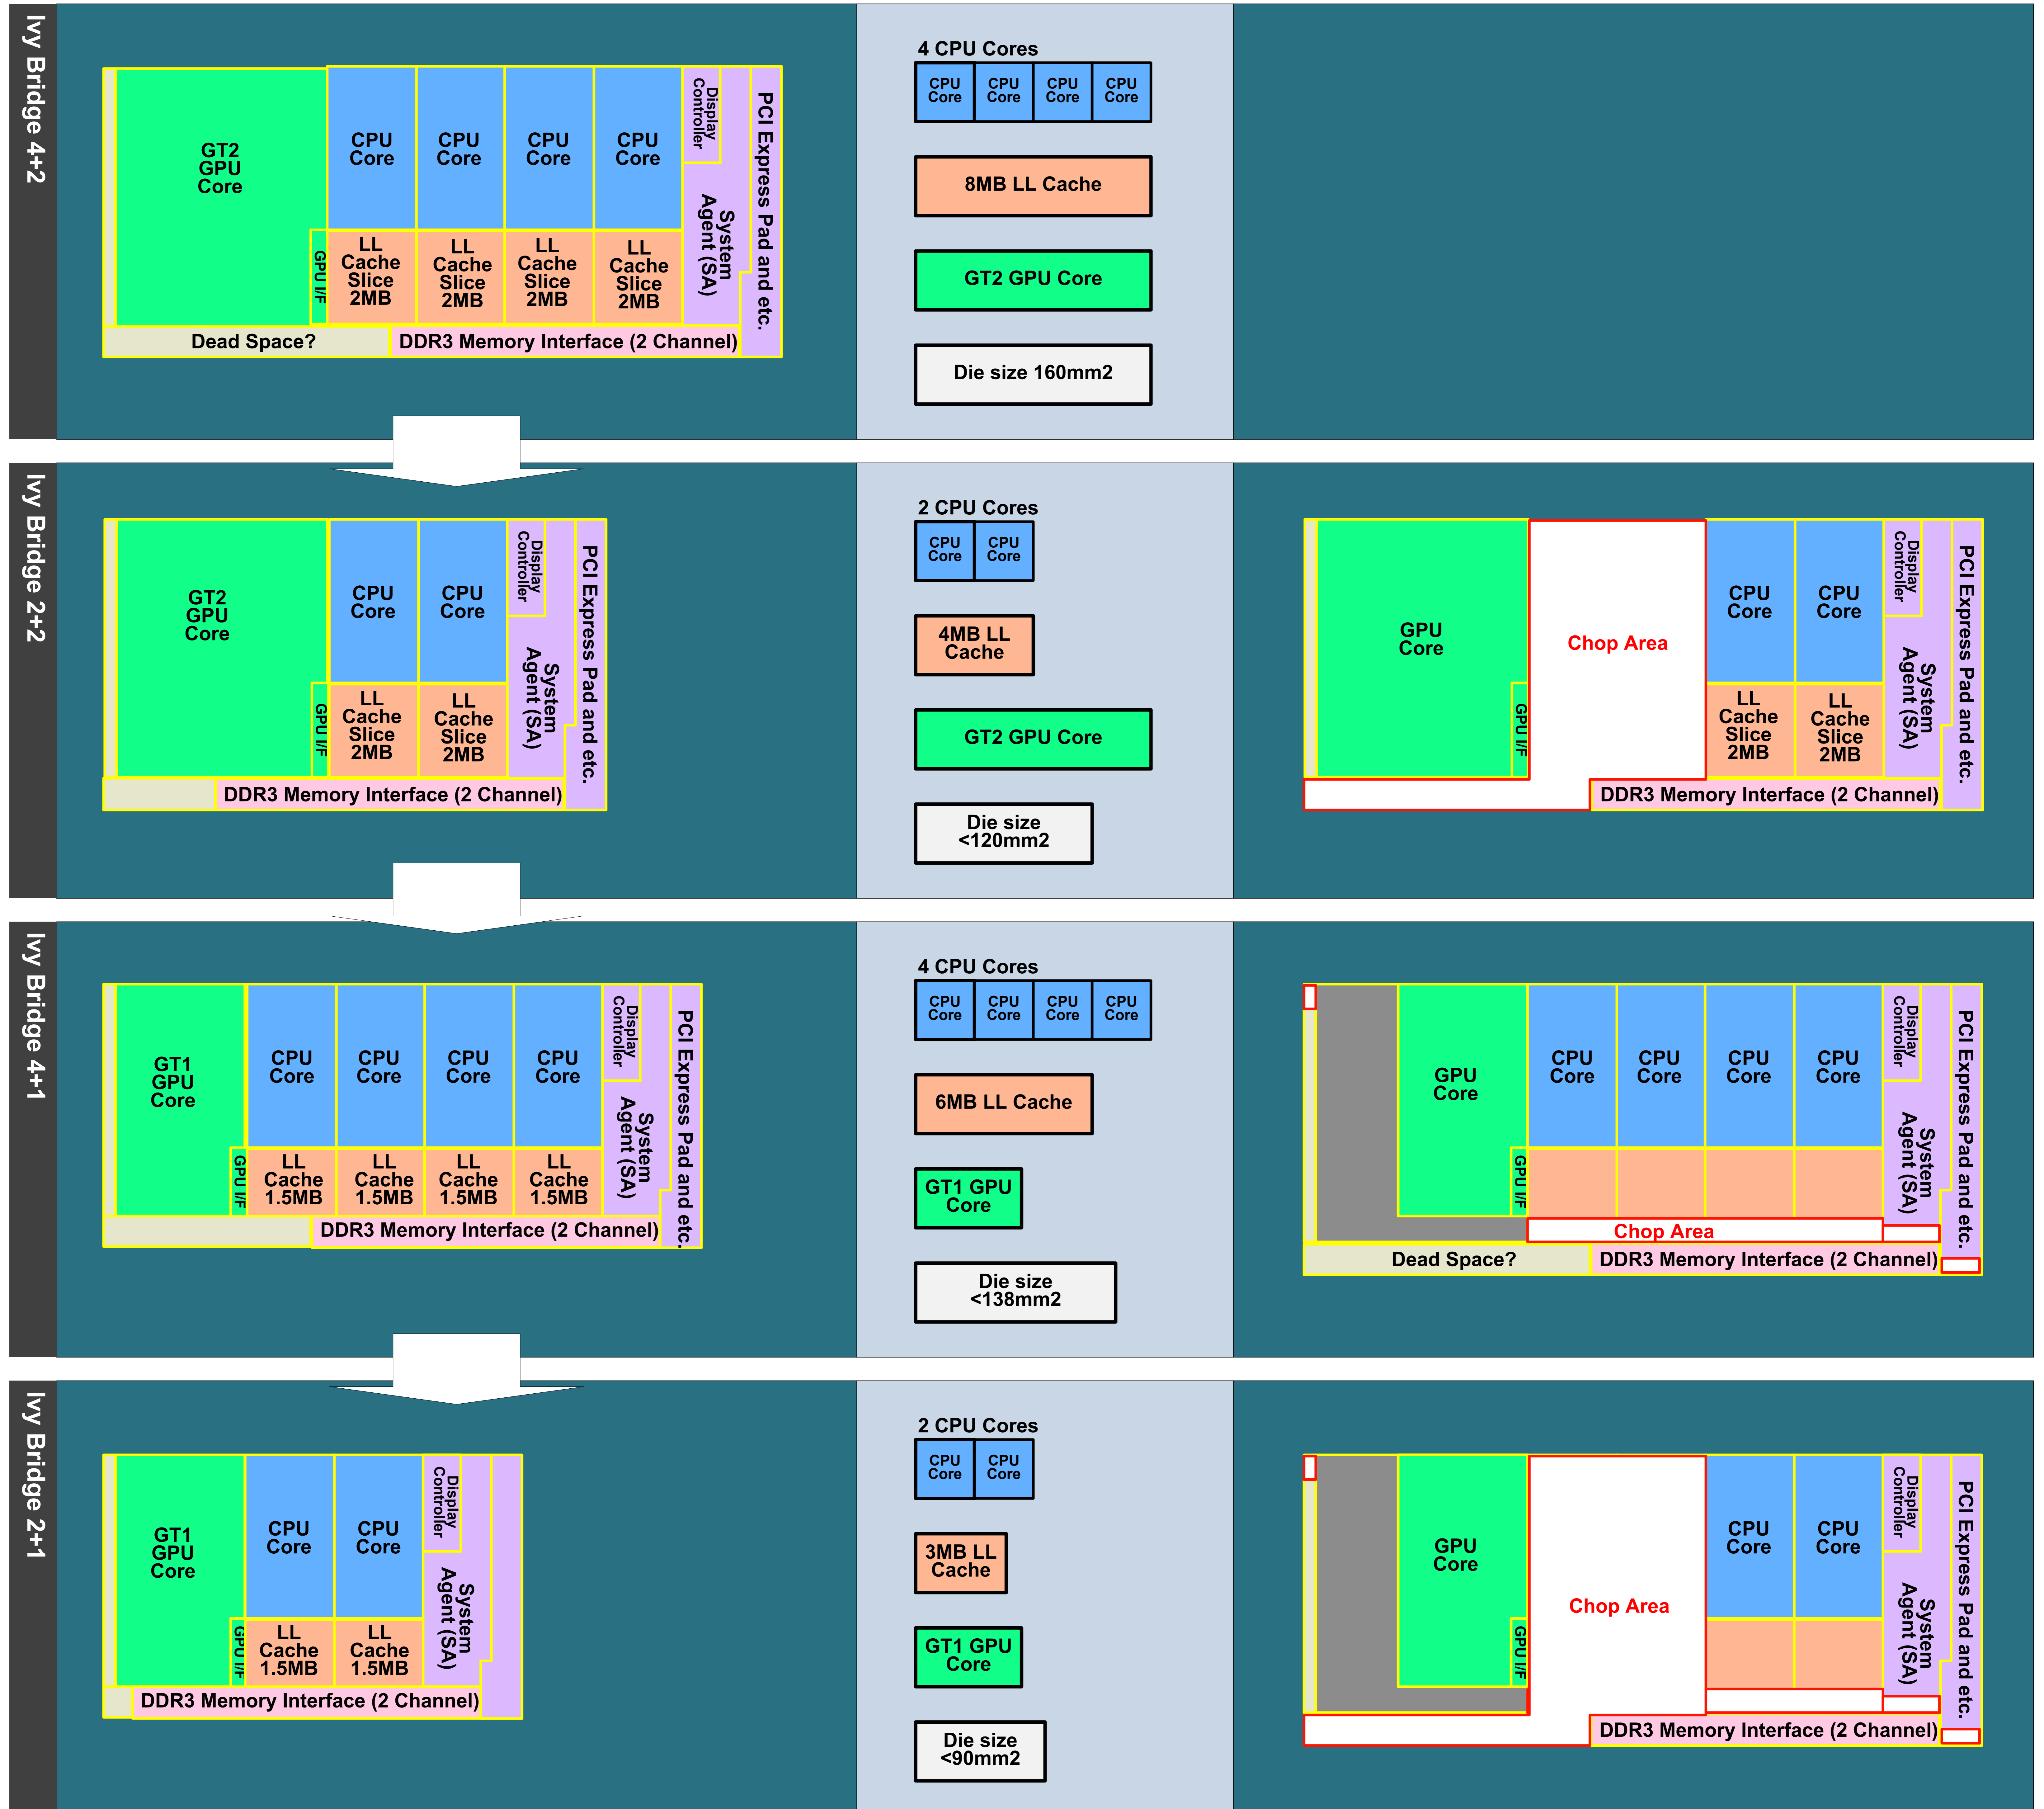 Ivy Bridge 4+2
GT2
GPU
Core
CPU
Core
CPU
Core
CPU
Core
CPU
Core
Display
Controller
System
Agent (SA)
PCI Express Pad and etc.
GPU I/F
LL
Cache
Slice
2MB
LL
Cache
Slice
2MB
LL
Cache
Slice
2MB
LL
Cache
Slice
2MB
Dead Space?
DDR3 Memory Interface (2 Channel)
4 CPU Cores
CPU
Core
CPU
Core
CPU
Core
CPU
Core
8MB LL Cache
GT2 GPU Core
Die size 160mm2
Ivy Bridge 2+2
GT2
GPU
Core
CPU
Core
CPU
Core
Display
Controller
System
Agent (SA)
PCI Express Pad and etc.
GPU I/F
LL
Cache
Slice
2MB
LL
Cache
Slice
2MB
DDR3 Memory Interface (2 Channel)
2 CPU Cores
CPU
Core
CPU
Core
4MB LL
Cache
GT2 GPU Core
Die size
<120mm2
GPU
Core
GPU I/F
Chop Area
CPU
Core
CPU
Core
Display
Controller
System
Agent (SA)
PCI Express Pad and etc.
LL
Cache
Slice
2MB
LL
Cache
Slice
2MB
DDR3 Memory Interface (2 Channel)
Ivy Bridge 4+1
GT1
GPU
Core
CPU
Core
CPU
Core
CPU
Core
CPU
Core
Display
Controller
System
Agent (SA)
PCI Express Pad and etc.
GPU I/F
LL
Cache
1.5MB
LL
Cache
1.5MB
LL
Cache
1.5MB
LL
Cache
1.5MB
DDR3 Memory Interface (2 Channel)
4 CPU Cores
CPU
Core
CPU
Core
CPU
Core
CPU
Core
6MB LL Cache
GT1 GPU
Core
Die size
<138mm2
GPU
Core
CPU
Core
CPU
Core
CPU
Core
CPU
Core
Display
Controller
System
Agent (SA)
PCI Express Pad and etc.
GPU I/F
Chop Area
Dead Space?
DDR3 Memory Interface (2 Channel)
Ivy Bridge 2+1
GT1
GPU
Core
CPU
Core
CPU
Core
Display
Controller
System
Agent (SA)
GPU I/F
LL
Cache
1.5MB
LL
Cache
1.5MB
DDR3 Memory Interface (2 Channel)
2 CPU Cores
CPU
Core
CPU
Core
3MB LL
Cache
GT1 GPU
Core
Die size
<90mm2
GPU
Core
GPU I/F
Chop Area
CPU
Core
CPU
Core
Display
Controller
System
Agent (SA)
PCI Express Pad and etc.
DDR3 Memory Interface (2 Channel)